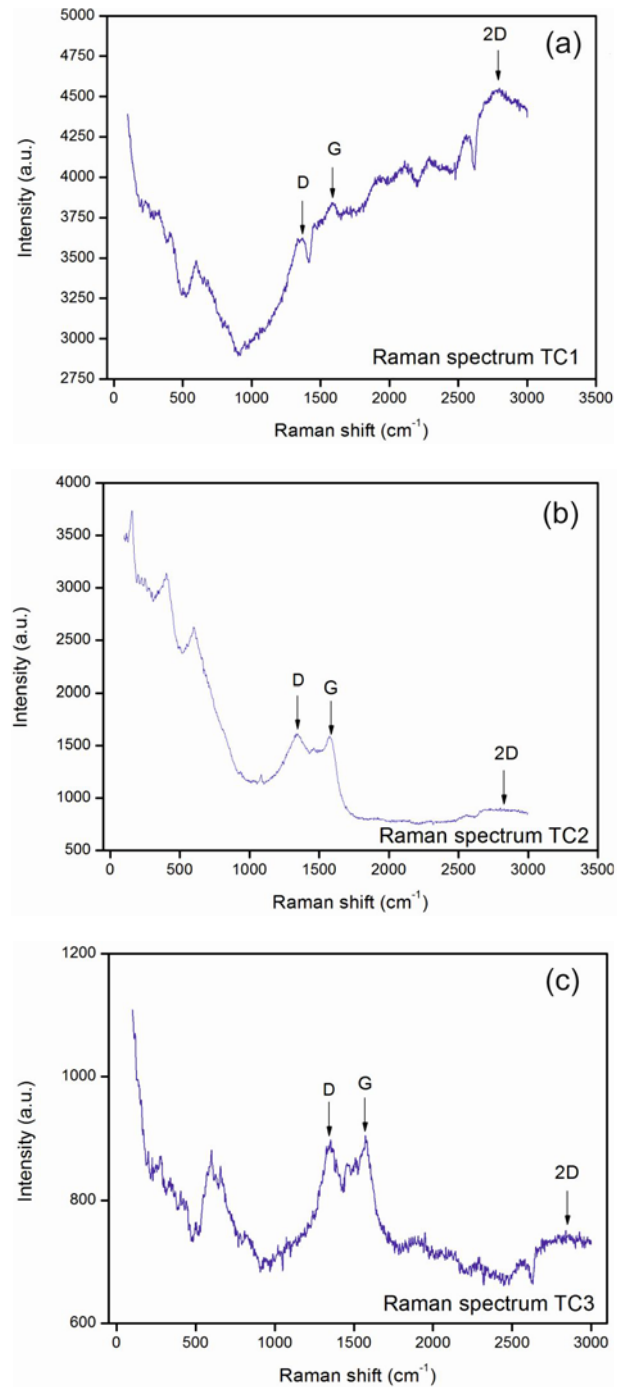 (a)
2D
G
D
5000
4750
4500
4250
4000
3750
3500
3250
3000
2750
Intensity (a.u.)
Raman spectrum TC1
0 500 1000 1500 2000 2500 3000 3500
Raman shift (cm⁻¹)
(b)
D
G
2D
4000
3500
3000
2500
2000
1500
1000
500
Intensity (a.u.)
Raman spectrum TC2
0 500 1000 1500 2000 2500 3000 3500
Raman shift (cm⁻¹)
(c)
D
G
2D
1200
1000
800
600
Intensity (a.u.)
Raman spectrum TC3
0 500 1000 1500 2000 2500 3000
Raman shift (cm⁻¹)